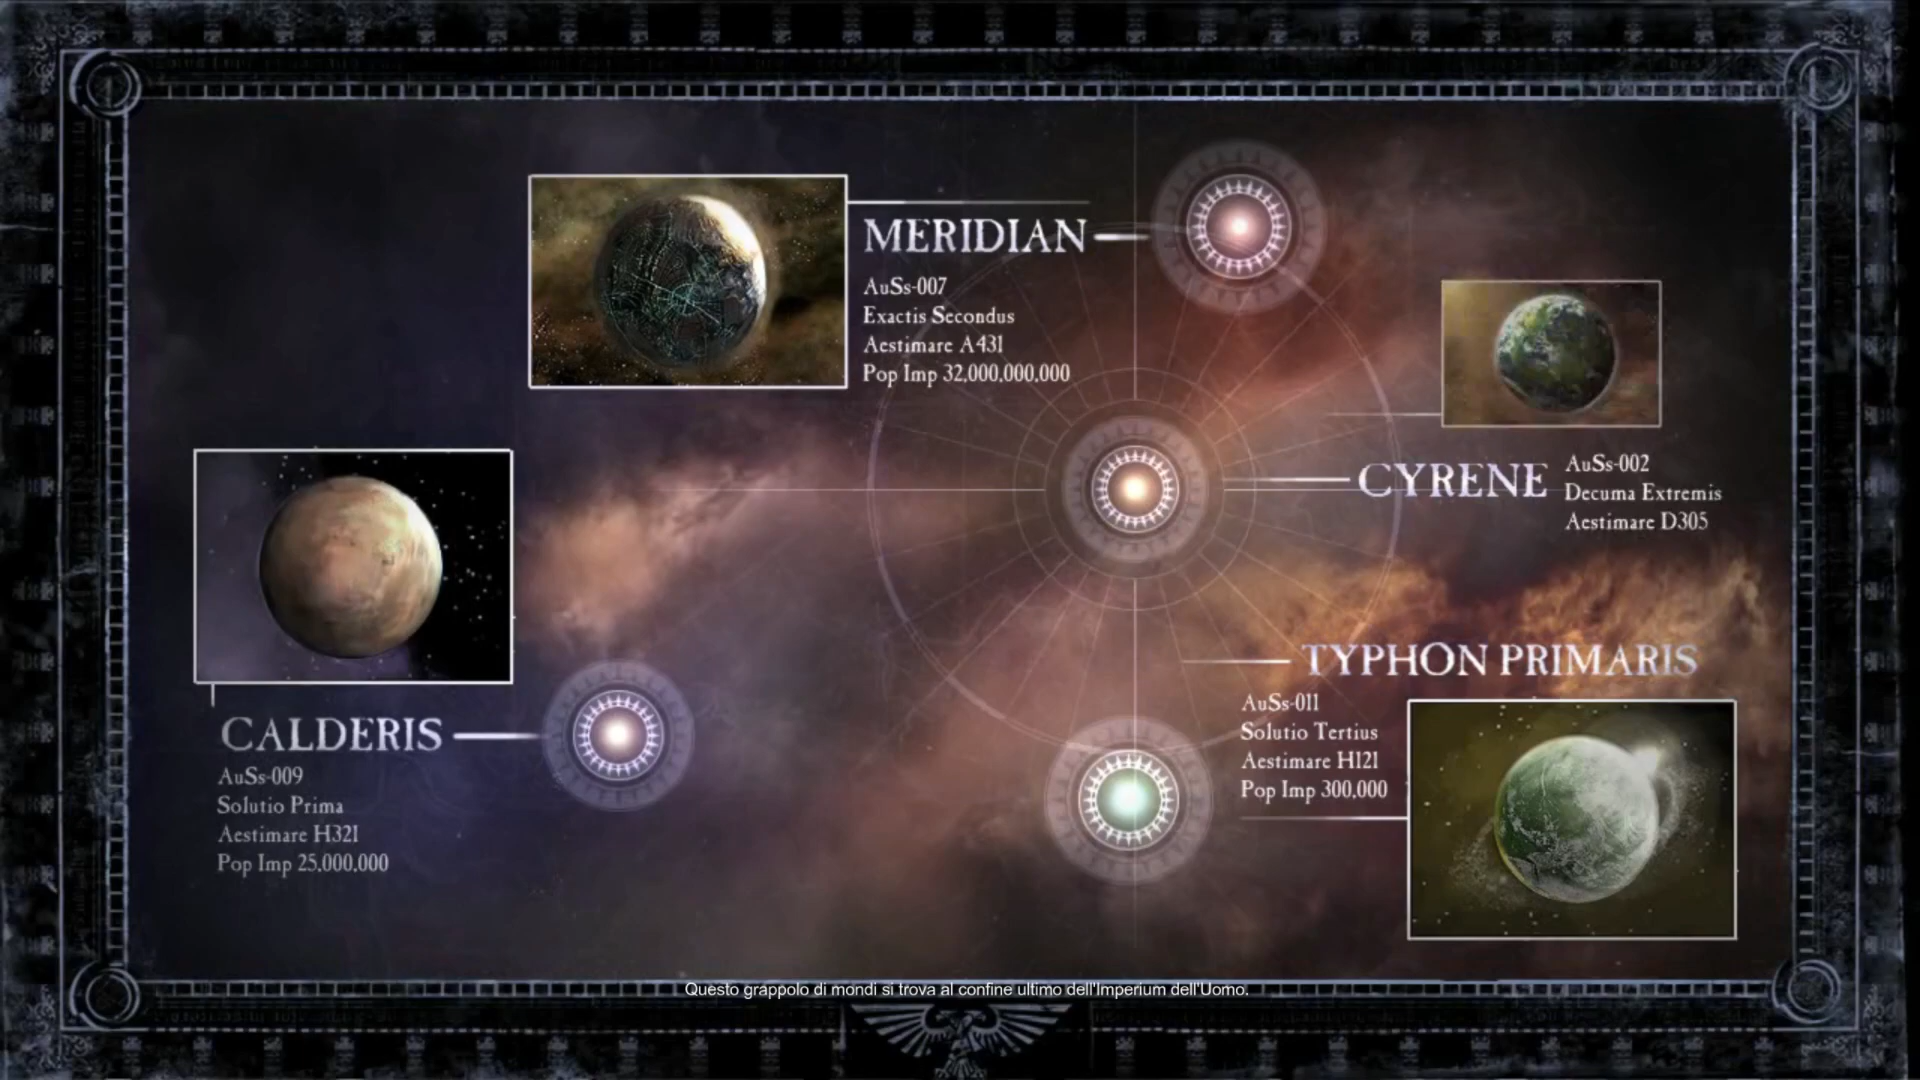 MERIDIAN
AuSs-007
Exactis Secondus
Aestimare A431
Pop Imp 32,000,000,000
CYRENE
AuSs-002
Decuma Extremis
Aestimare D305
CALDERIS
AuSs-009
Solutio Prima
Aestimare H321
Pop Imp 25,000,000
TYPHON PRIMARIS
AuSs-011
Solutio Tertius
Aestimare H121
Pop Imp 300,000
Questo grappolo di mondi si trova al confine ultimo dell'Imperium dell'Uomo.